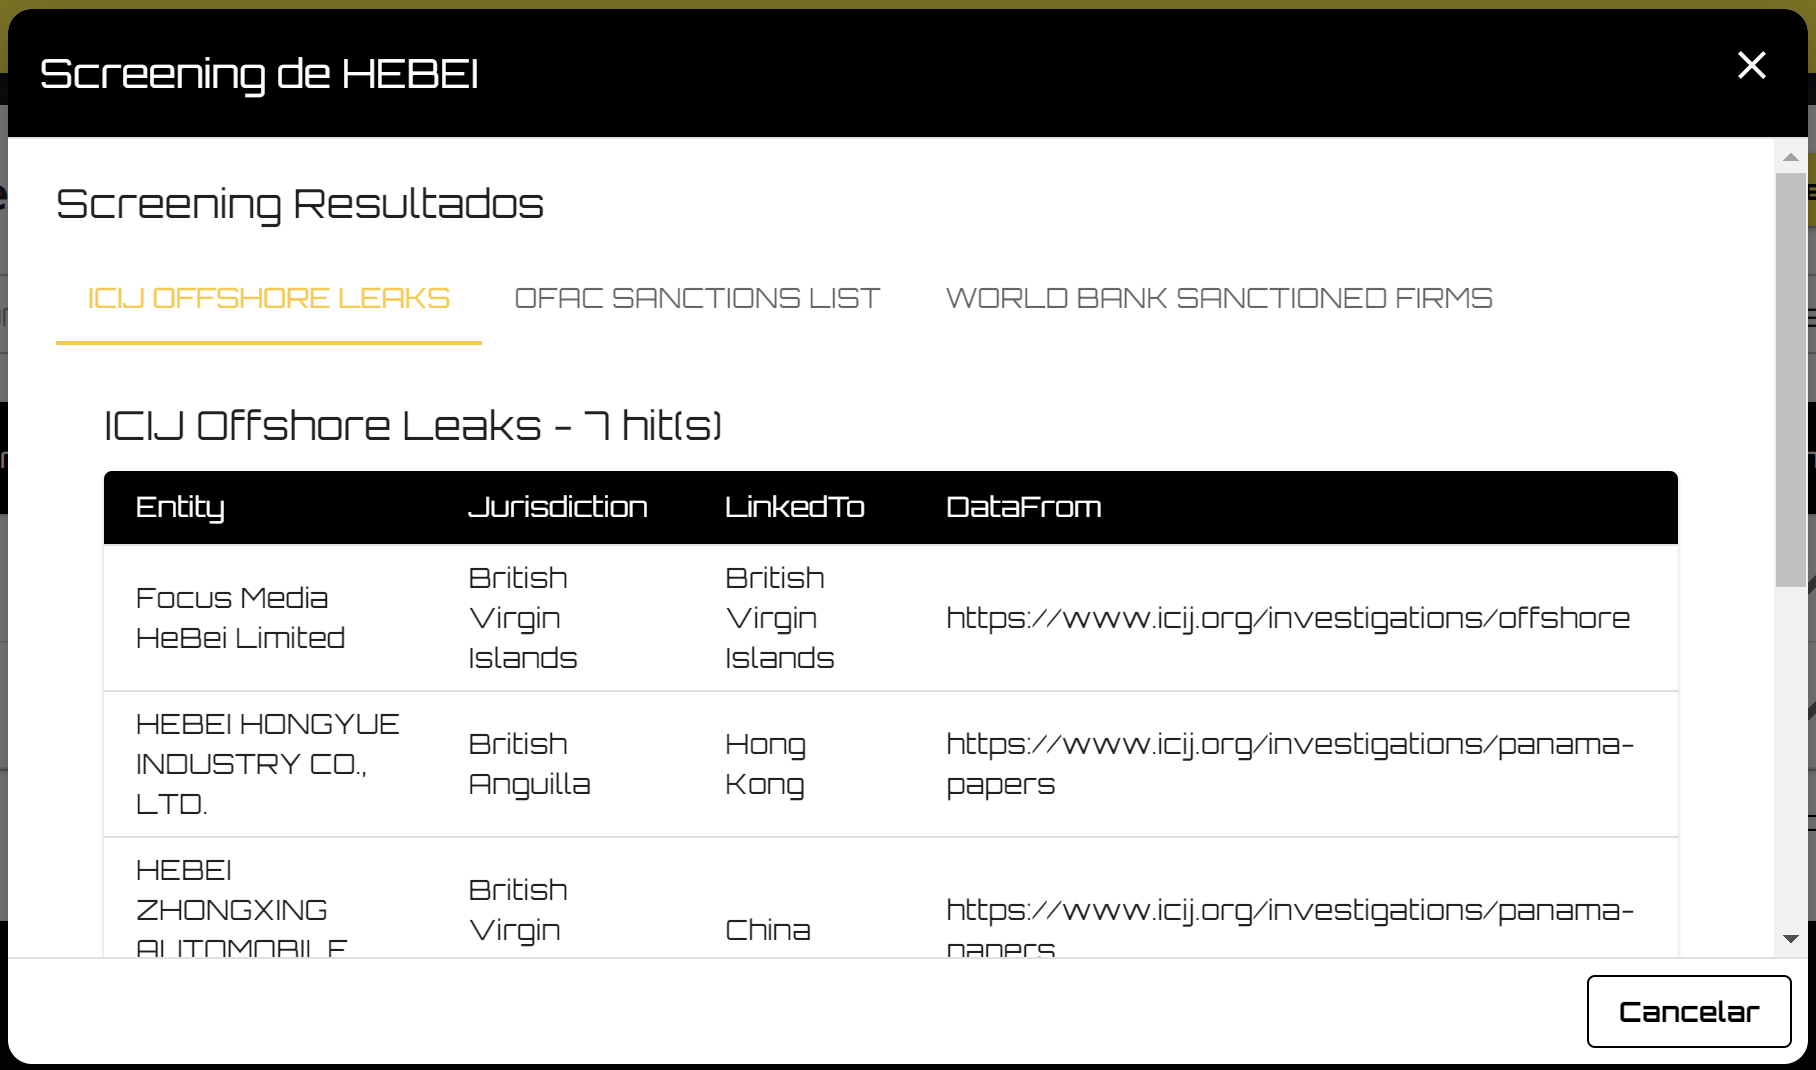 Screening de HEBEI
Screening Resultados
ICIJ OFFSHORE LEAKS OFAC SANCTIONS LIST WORLD BANK SANCTIONED FIRMS
ICIJ Offshore Leaks - 7 hit(s)
Entity Jurisdiction LinkedTo DataFrom
Focus Media
HeBei Limited
British
Virgin
Islands
British
Virgin
Islands
https://www.icij.org/investigations/offshore
HEBEI HONGYUE
INDUSTRY CO.,
LTD.
British
Anguilla
Hong
Kong
https://www.icij.org/investigations/panama-
papers
HEBEI
ZHONGXING
AUTOMOBILE
British
Virgin
China
https://www.icij.org/investigations/panama-
papers
Cancelar